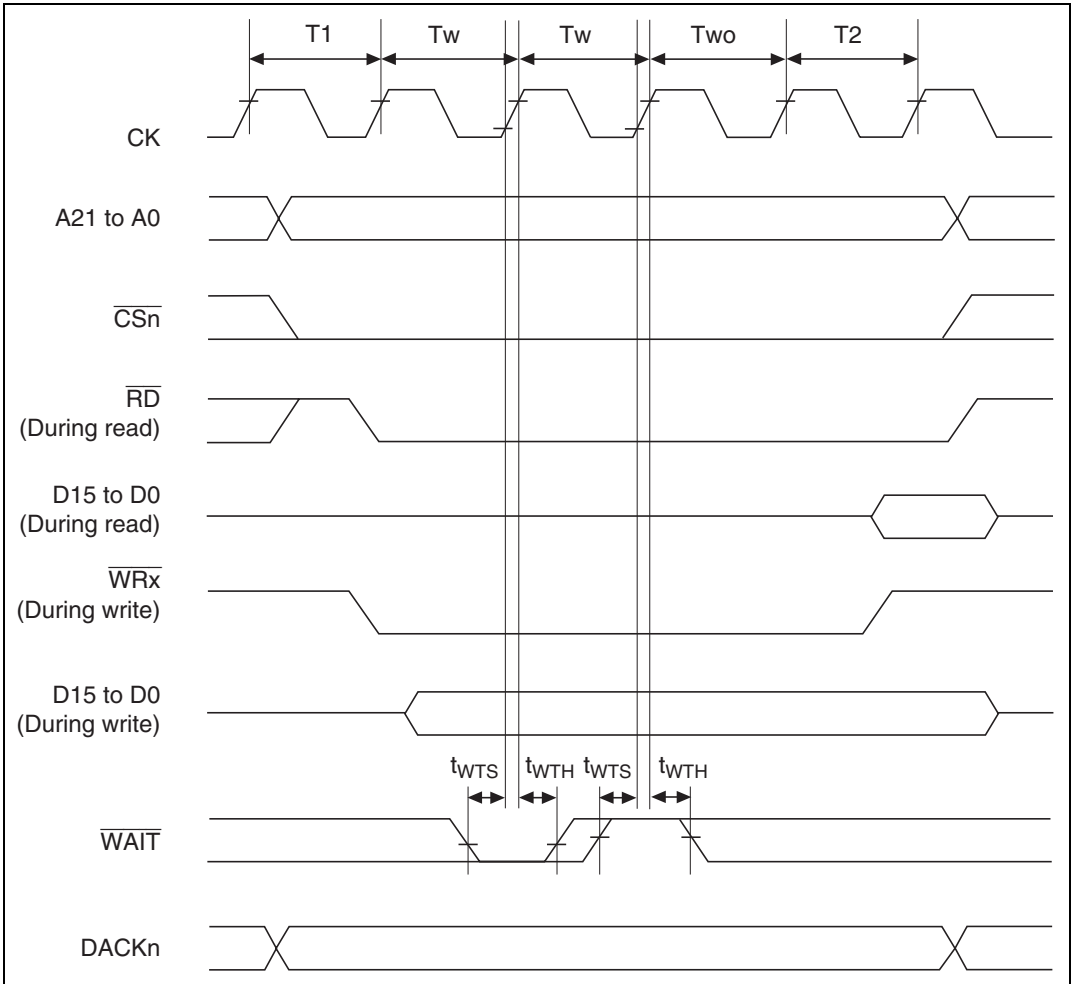 T1 Tw Tw Two T2
CK
A21 to A0
CSn
RD
(During read)
D15 to D0
(During read)
WRx
(During write)
D15 to D0
(During write)
tWTS tWTH tWTS tWTH
WAIT
DACKn